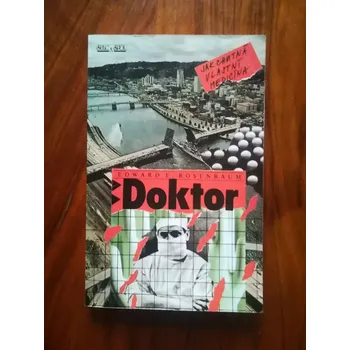 JAK CHUTNÁ
VLASTNÍ
MEDICÍNA
EDWARD E. ROSENBAUM
Doktor